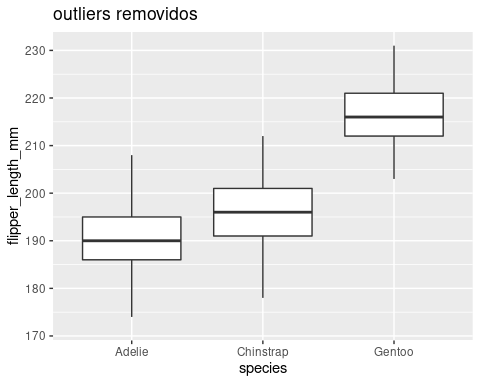 outliers removidos
flipper_length_mm
230
220
210
200
190
180
170
Adelie
Chinstrap
Gentoo
species